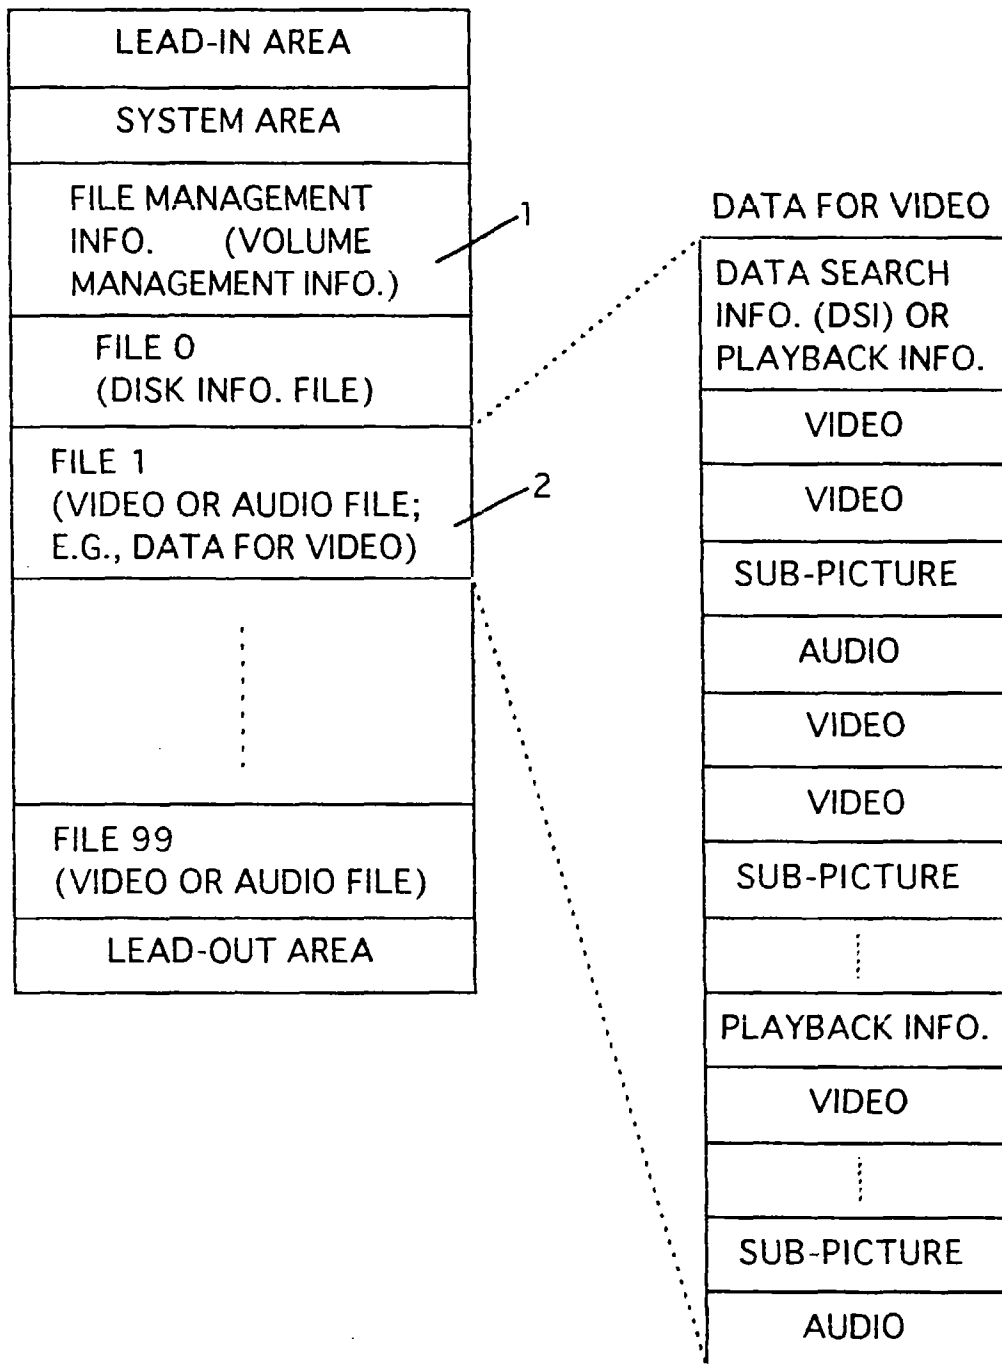 LEAD-IN AREA
SYSTEM AREA
FILE MANAGEMENT
INFO. (VOLUME
MANAGEMENT INFO.)
1
FILE 0
(DISK INFO. FILE)
FILE 1
(VIDEO OR AUDIO FILE;
E.G., DATA FOR VIDEO)
2
FILE 99
(VIDEO OR AUDIO FILE)
LEAD-OUT AREA
DATA FOR VIDEO
DATA SEARCH
INFO. (DSI) OR
PLAYBACK INFO.
VIDEO
VIDEO
SUB-PICTURE
AUDIO
VIDEO
VIDEO
SUB-PICTURE
PLAYBACK INFO.
VIDEO
SUB-PICTURE
AUDIO